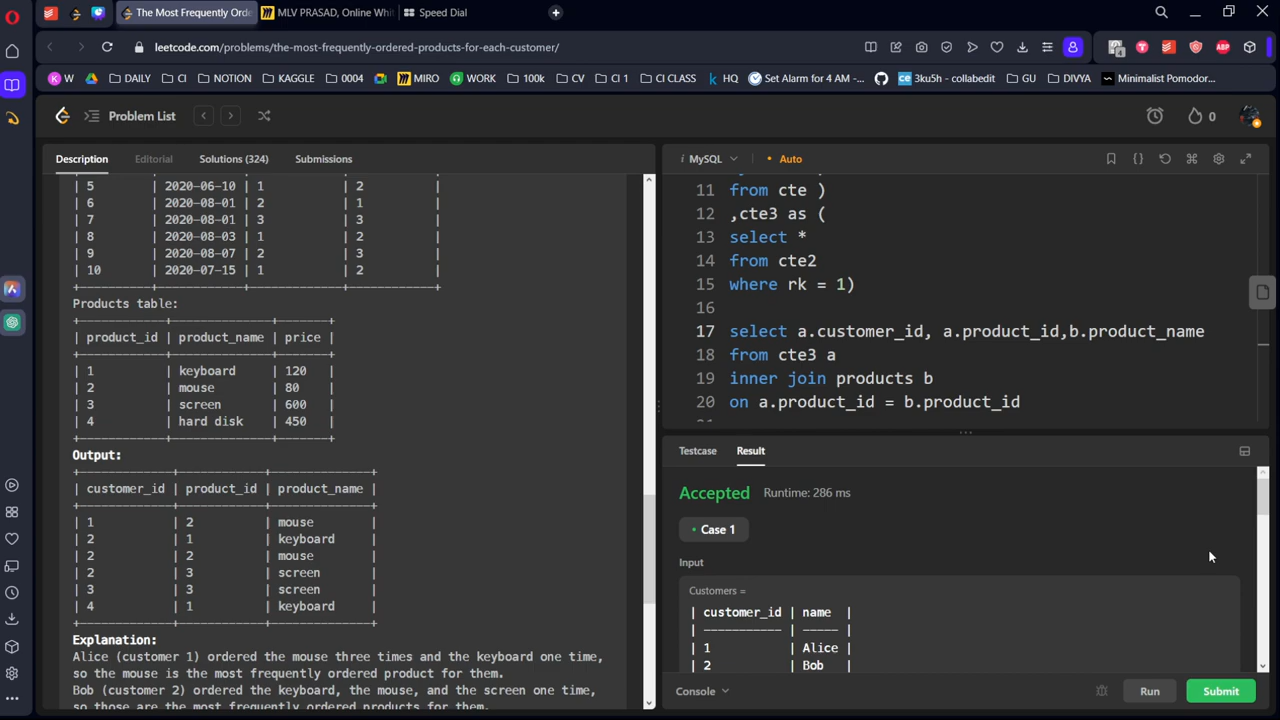 The Most Frequently Orde
MLV PRASAD, Online Whit
Speed Dial
leetcode.com/problems/the-most-frequently-ordered-products-for-each-customer/
W
DAILY
CI
NOTION
KAGGLE
0004
MIRO
WORK
100k
CV
CI 1
CI CLASS
HQ
Set Alarm for 4 AM -...
3ku5h - collabedit
GU
DIVYA
Minimalist Pomodor...
Problem List
0
Description
Editorial
Solutions (324)
Submissions
| 5 | 2020-06-10 | 1 | 2 |
| 6 | 2020-08-01 | 2 | 1 |
| 7 | 2020-08-01 | 3 | 3 |
| 8 | 2020-08-03 | 1 | 2 |
| 9 | 2020-08-07 | 2 | 3 |
| 10 | 2020-07-15 | 1 | 2 |
Products table:
| product_id | product_name | price |
| 1 | keyboard | 120 |
| 2 | mouse | 80 |
| 3 | screen | 600 |
| 4 | hard disk | 450 |
Output:
| customer_id | product_id | product_name |
| 1 | 2 | mouse |
| 2 | 1 | keyboard |
| 2 | 2 | mouse |
| 2 | 3 | screen |
| 3 | 3 | screen |
| 4 | 1 | keyboard |
Explanation:
Alice (customer 1) ordered the mouse three times and the keyboard one time,
so the mouse is the most frequently ordered product for them.
Bob (customer 2) ordered the keyboard, the mouse, and the screen one time,
so those are the most frequently ordered products for them.
MySQL
Auto
11 from cte )
12 ,cte3 as (
13 select *
14 from cte2
15 where rk = 1)
16
17 select a.customer_id, a.product_id,b.product_name
18 from cte3 a
19 inner join products b
20 on a.product_id = b.product_id
Testcase
Result
Accepted
Runtime: 286 ms
Case 1
Input
Customers =
| customer_id | name |
| 1 | Alice |
| 2 | Bob |
Console
Run
Submit